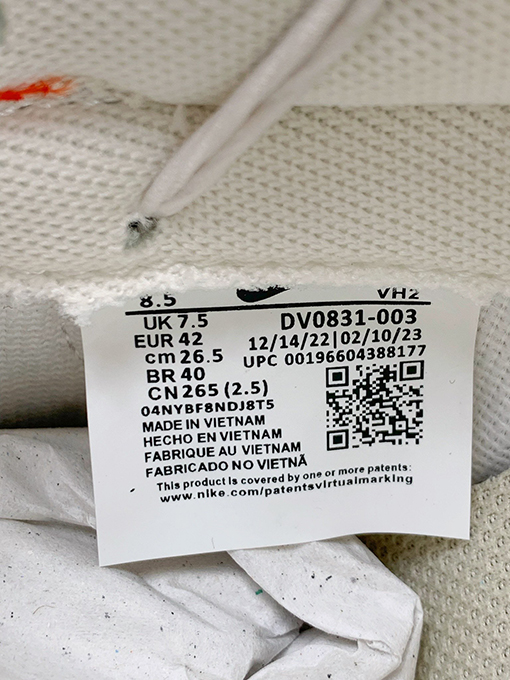 8.5 VH2
UK 7.5 DV0831-003
EUR 42 12/14/22|02/10/23
cm 26.5 UPC 00196604388177
BR 40
CN 265 (2.5)
04NYBF8NDJ8T5
MADE IN VIETNAM
HECHO EN VIETNAM
FABRIQUE AU VIETNAM
FABRICADO NO VIETNÃ
This product is covered by one or more patents:
www.nike.com/patentsvirtualmarking